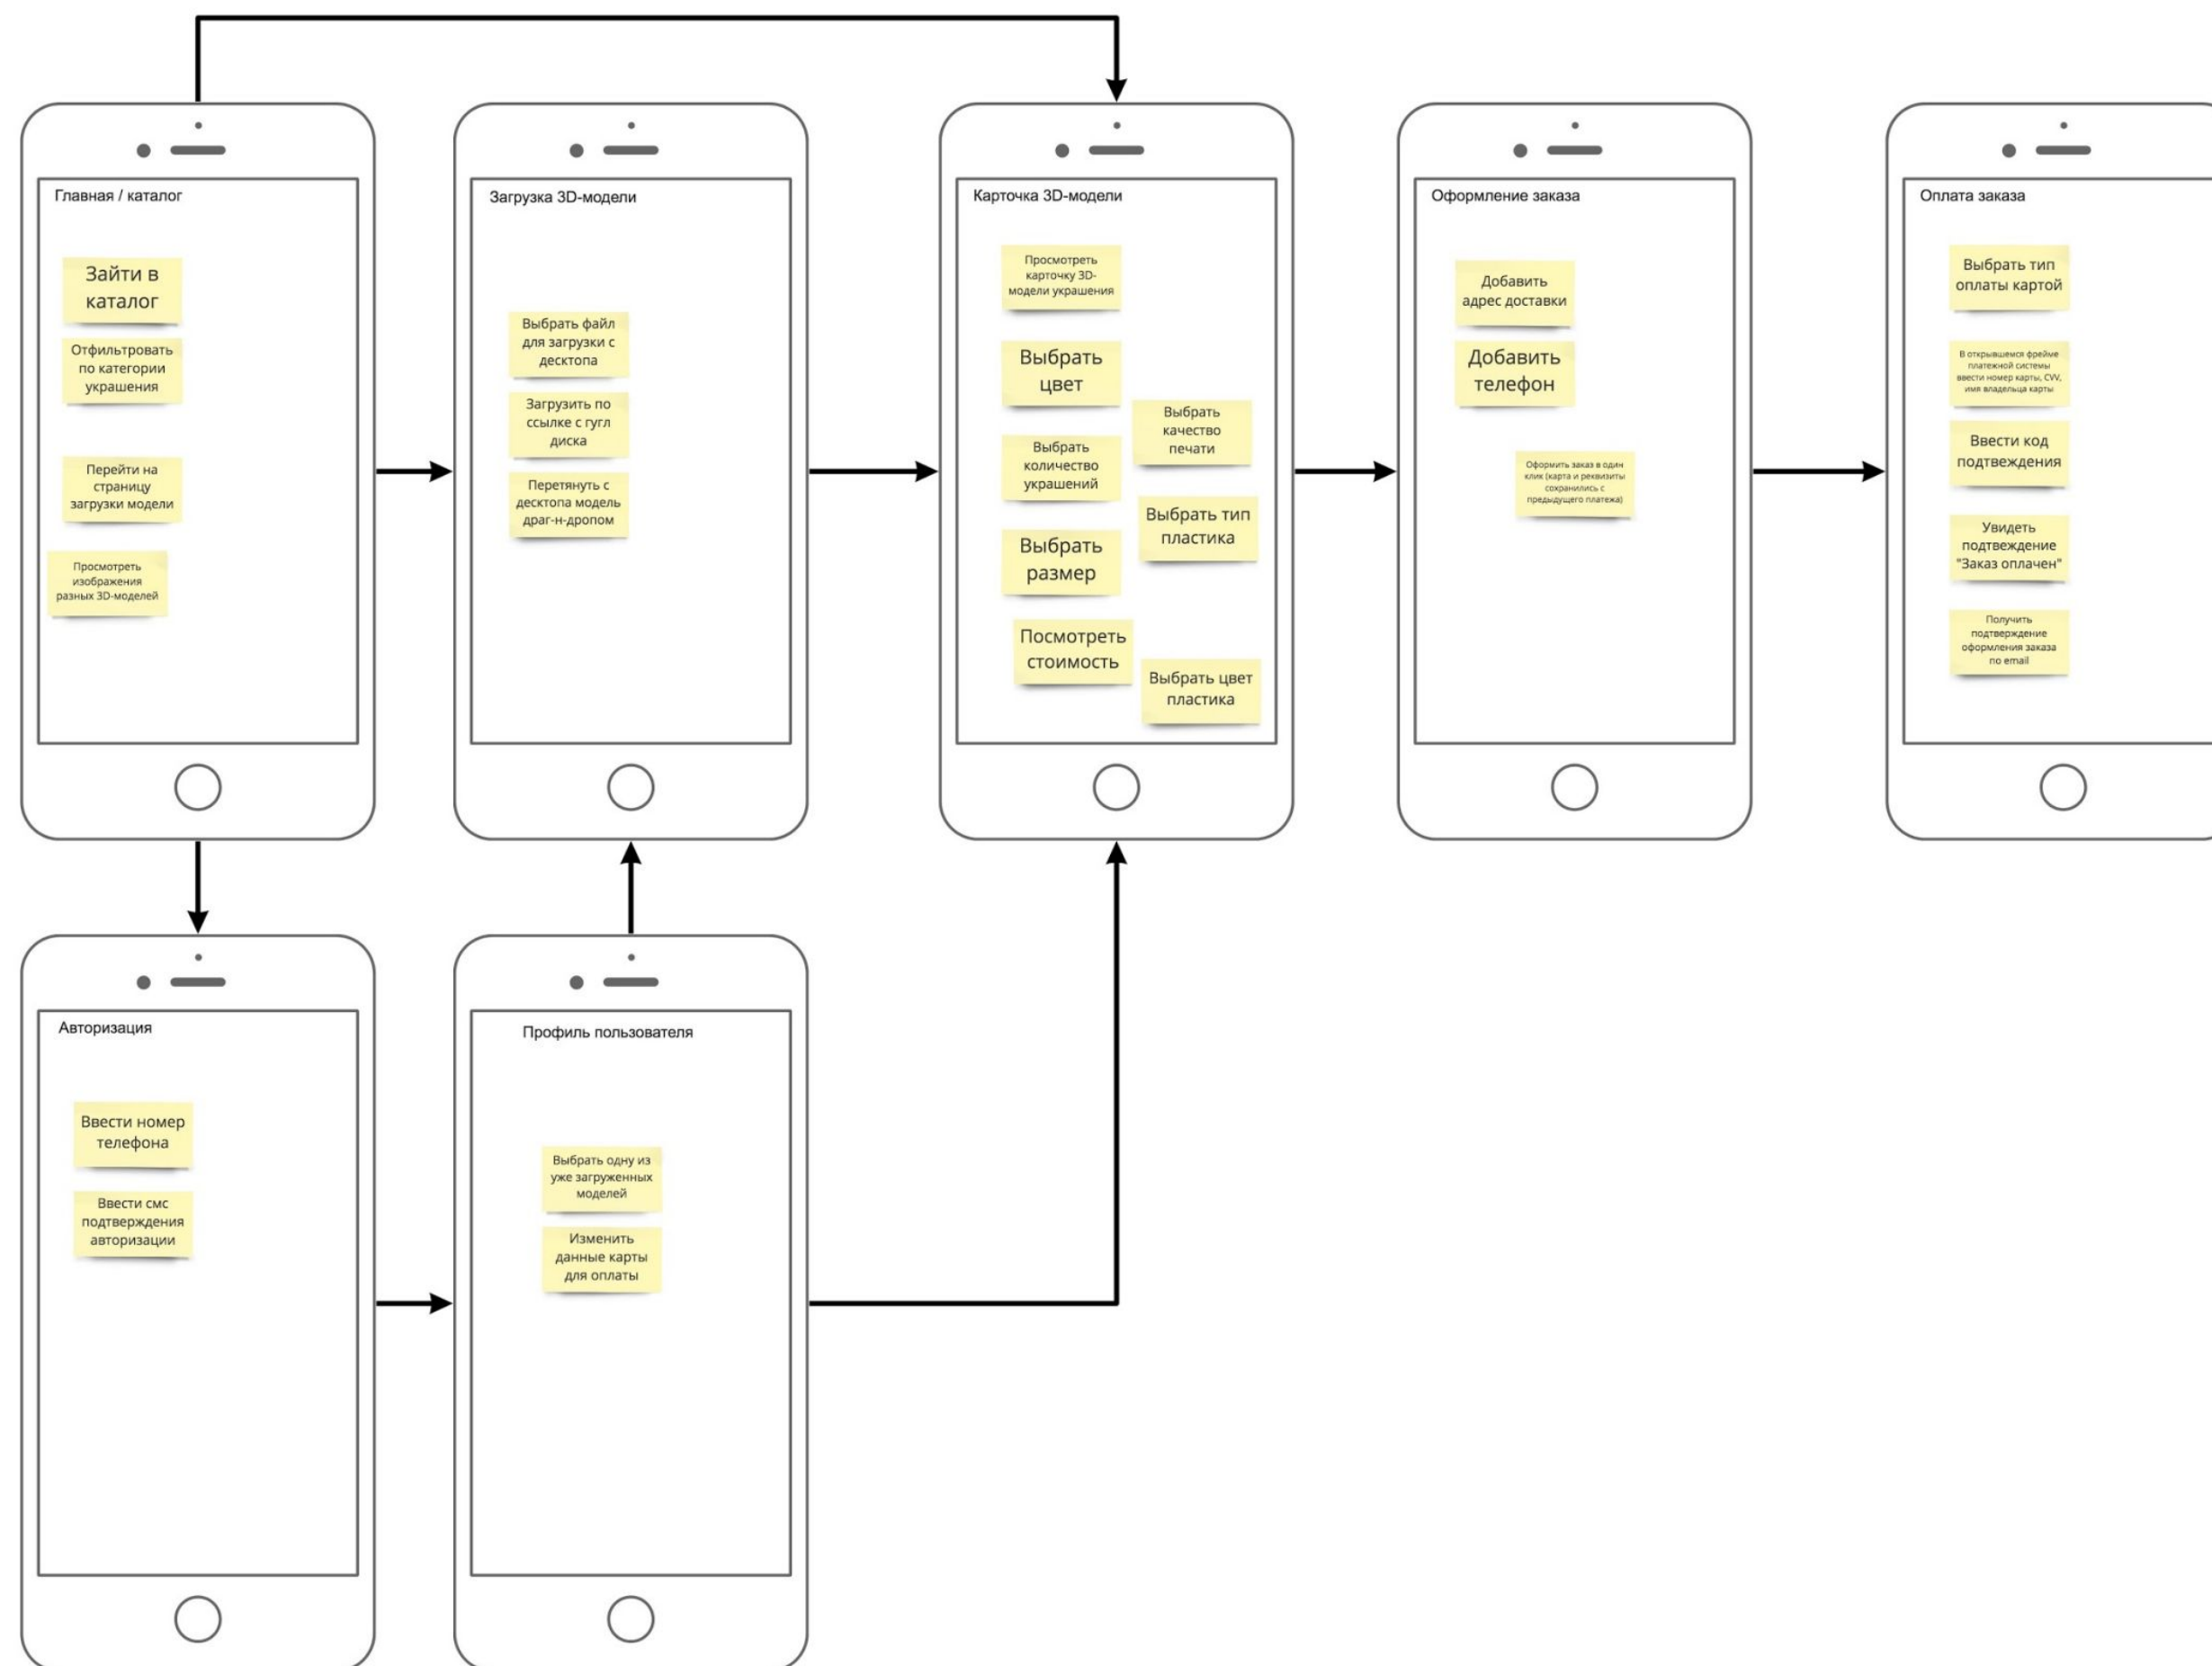 Главная / каталог
Зайти в
каталог
Отфильтровать
по категории
украшения
Перейти на
страницу
загрузки модели
Просмотреть
изображения
разных 3D-моделей
Загрузка 3D-модели
Выбрать файл
для загрузки с
десктопа
Загрузить по
ссылке с гугл
диска
Перетянуть с
десктопа модель
драг-н-дропом
Карточка 3D-модели
Просмотреть
карточку 3D-
модели украшения
Выбрать
цвет
Выбрать
качество
печати
Выбрать
количество
украшений
Выбрать тип
пластика
Выбрать
размер
Посмотреть
стоимость
Выбрать цвет
пластика
Оформление заказа
Добавить
адрес доставки
Добавить
телефон
Оформить заказ в один
клик (карта и реквизиты
сохранились с
предыдущего платежа)
Оплата заказа
Выбрать тип
оплаты картой
В открывшемся фрейме
платежной системы
ввести номер карты, CVV,
имя владельца карты
Ввести код
подтвеждения
Увидеть
подтвеждение
"Заказ оплачен"
Получить
подтверждение
оформления заказа
по email
Авторизация
Ввести номер
телефона
Ввести смс
подтверждения
авторизации
Профиль пользователя
Выбрать одну из
уже загруженных
моделей
Изменить
данные карты
для оплаты